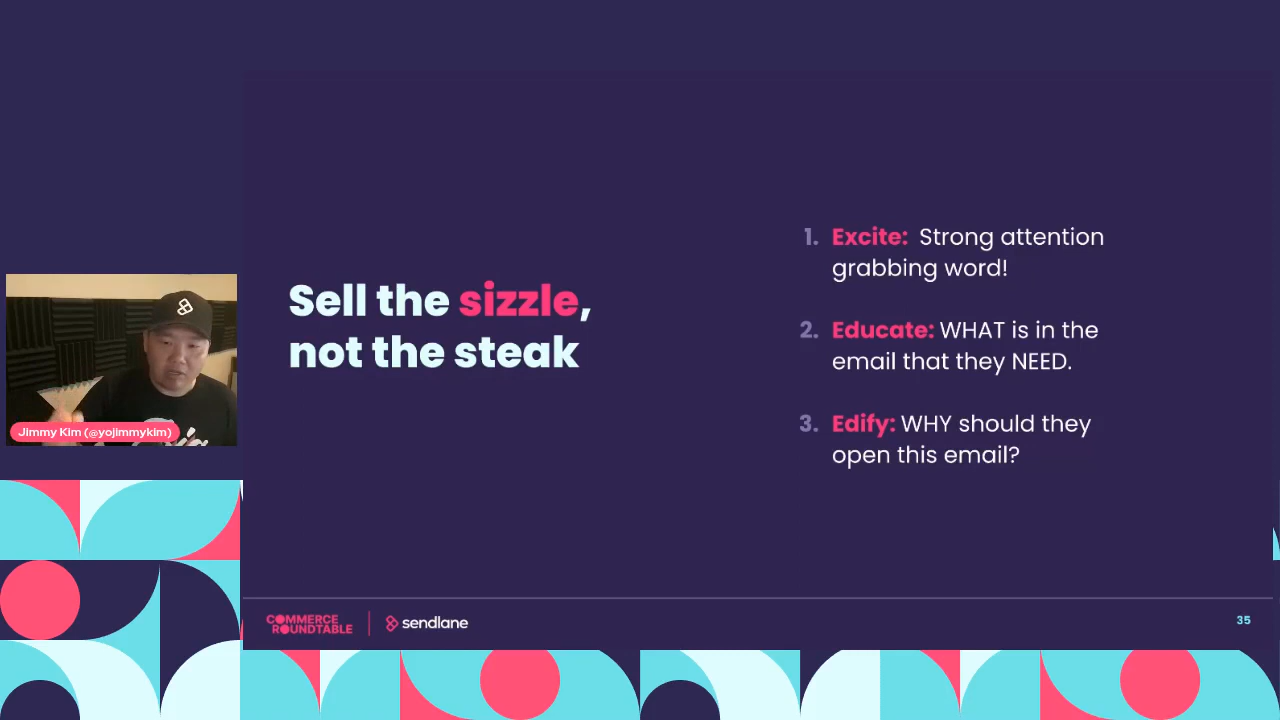 Sell the sizzle,
not the steak
1. Excite: Strong attention
grabbing word!
2. Educate: WHAT is in the
email that they NEED.
3. Edify: WHY should they
open this email?
Jimmy Kim (@yojimmykim)
COMMERCE
ROUNDTABLE
sendlane
35